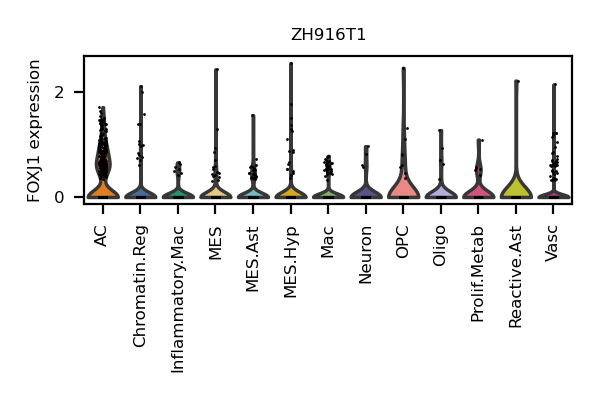 ZH916T1
FOXJ1 expression
2
0
AC
Chromatin.Reg
Inflammatory.Mac
MES
MES.Ast
MES.Hyp
Mac
Neuron
OPC
Oligo
Prolif.Metab
Reactive.Ast
Vasc